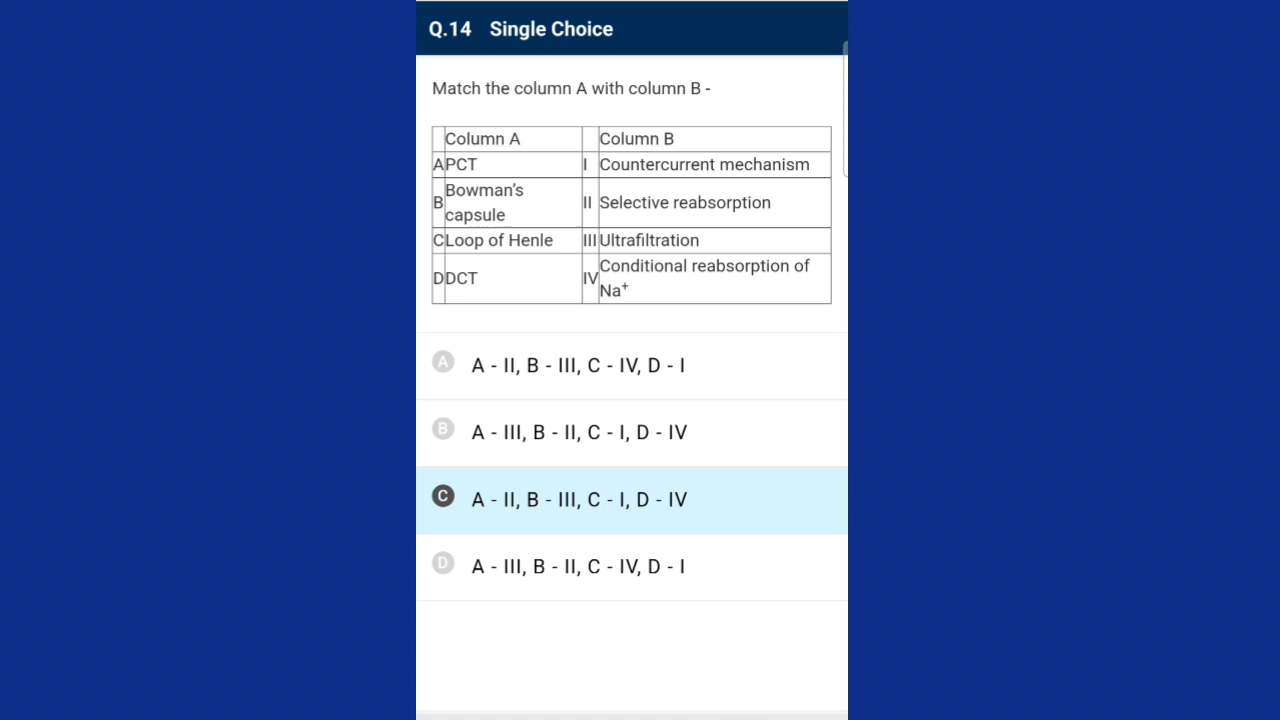 Q.14 Single Choice
Match the column A with column B -
Column A Column B
A PCT I Countercurrent mechanism
B Bowman’s capsule II Selective reabsorption
C Loop of Henle III Ultrafiltration
D DCT IV Conditional reabsorption of Na⁺
A A - II, B - III, C - IV, D - I
B A - III, B - II, C - I, D - IV
C A - II, B - III, C - I, D - IV
D A - III, B - II, C - IV, D - I